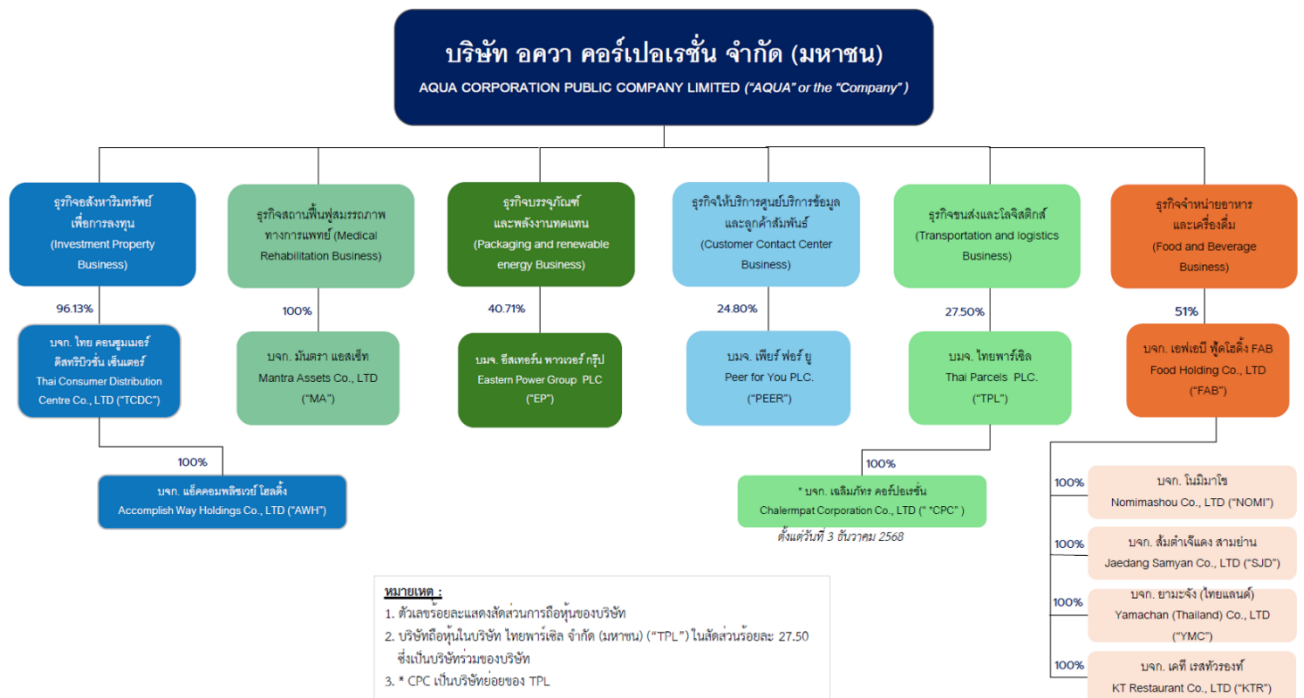 บริษัท อควา คอร์เปอเรชั่น จำกัด (มหาชน)
AQUA CORPORATION PUBLIC COMPANY LIMITED ("AQUA" or the "Company" )
ธุรกิจอสังหาริมทรัพย์
เพื่อการลงทุน
(Investment Property
Business)
ธุรกิจสถานฟื้นฟูสมรรถภาพ
ทางการแพทย์ (Medical
Rehabilitation Business)
ธุรกิจบรรจุภัณฑ์
และพลังงานทดแทน
(Packaging and renewable
energy Business)
ธุรกิจให้บริการศูนย์บริการข้อมูล
และลูกค้าสัมพันธ์
(Customer Contact Center
Business)
ธุรกิจขนส่งและโลจิสติกส์
(Transportation and logistics
Business)
ธุรกิจจำหน่ายอาหาร
และเครื่องดื่ม
(Food and Beverage
Business)
96.13%
100%
40.71%
24.80%
27.50%
51%
บจก. ไทย คอนซูมเมอร์
ดิสทริบิวชั่น เซ็นเตอร์
Thai Consumer Distribution
Centre Co., LTD ("TCDC")
บจก. มันตรา แอสเซ็ท
Mantra Assets Co., LTD
("MA")
บมจ. อีสเทอร์น พาวเวอร์ กรุ๊ป
Eastern Power Group PLC
("EP")
บมจ. เพียร์ ฟอร์ ยู
Peer for You PLC.
("PEER")
บมจ. ไทยพาร์เซิล
Thai Parcels PLC.
("TPL")
บจก. เอฟเอบี ฟู้ดโฮดิ้ง FAB
Food Holding Co., LTD
("FAB")
100%
บจก. แอ็คคอมพลิชเวย์ โฮลดิ้ง
Accomplish Way Holdings Co., LTD ("AWH")
100%
* บจก. เฉลิมภัทร คอร์ปอเรชั่น
Chalermpat Corporation Co., LTD (" *CPC" )
ตั้งแต่วันที่ 3 ธันวาคม 2568
100%
บจก. โนมิมาโช
Nomimashou Co., LTD ("NOMI")
100%
บจก. ส้มตำเจ๊แดง สามย่าน
Jaedang Samyan Co., LTD ("SJD")
100%
บจก. ยามะจัง (ไทยแลนด์)
Yamachan (Thailand) Co., LTD
("YMC")
100%
บจก. เคที เรสทัวรองท์
KT Restaurant Co., LTD ("KTR")
หมายเหตุ :
1. ตัวเลขร้อยละแสดงสัดส่วนการถือหุ้นของบริษัท
2. บริษัทถือหุ้นในบริษัท ไทยพาร์เซิล จำกัด (มหาชน) ("TPL") ในสัดส่วนร้อยละ 27.50
ซึ่งเป็นบริษัทร่วมของบริษัท
3. * CPC เป็นบริษัทย่อยของ TPL